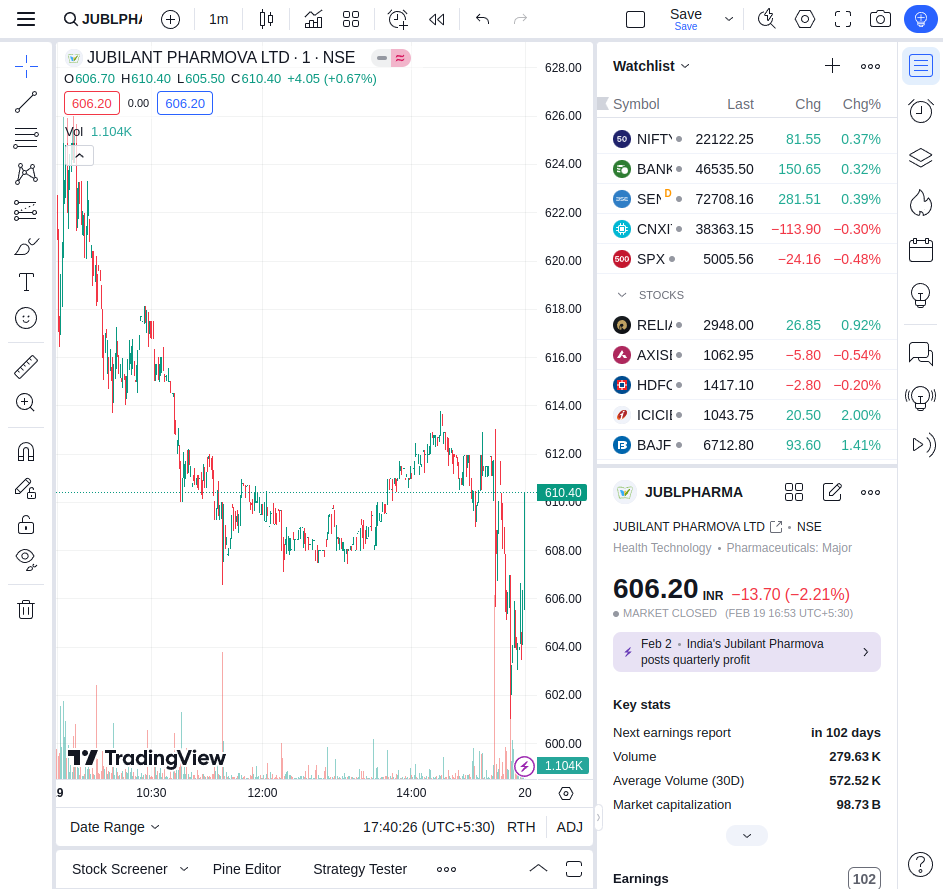 JUBLPHA
1m
Save
Save
JUBILANT PHARMOVA LTD · 1 · NSE
O606.70 H610.40 L605.50 C610.40 +4.05 (+0.67%)
606.20 0.00 606.20
Vol 1.104K
628.00
626.00
624.00
622.00
620.00
618.00
616.00
614.00
612.00
610.40
610.00
608.00
606.00
604.00
602.00
600.00
1.104K
TradingView
9 10:30 12:00 14:00 20
Date Range 17:40:26 (UTC+5:30) RTH ADJ
Stock Screener Pine Editor Strategy Tester
Watchlist
Symbol Last Chg Chg%
50 NIFTY 22122.25 81.55 0.37%
BANK 46535.50 150.65 0.32%
SEN D 72708.16 281.51 0.39%
CNXI 38363.15 −113.90 −0.30%
500 SPX 5005.56 −24.16 −0.48%
STOCKS
RELIA 2948.00 26.85 0.92%
AXISE 1062.95 −5.80 −0.54%
HDFC 1417.10 −2.80 −0.20%
ICICIE 1043.75 20.50 2.00%
BAJF 6712.80 93.60 1.41%
JUBLPHARMA
JUBILANT PHARMOVA LTD • NSE
Health Technology • Pharmaceuticals: Major
606.20 INR −13.70 (−2.21%)
MARKET CLOSED (FEB 19 16:53 UTC+5:30)
Feb 2 • India's Jubilant Pharmova
posts quarterly profit
Key stats
Next earnings report in 102 days
Volume 279.63 K
Average Volume (30D) 572.52 K
Market capitalization 98.73 B
Earnings 102